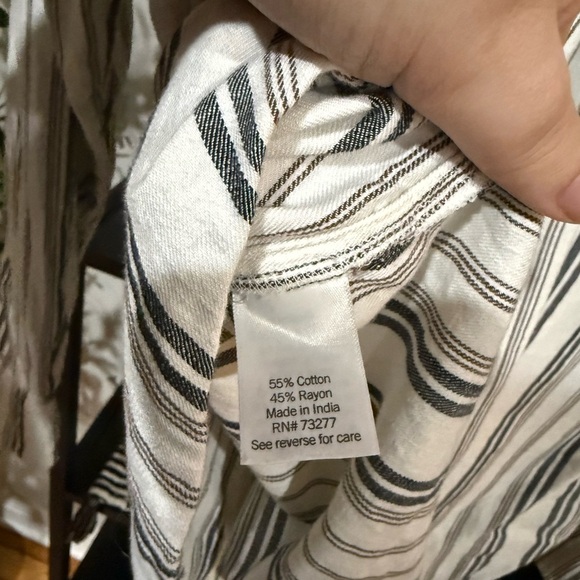 55% Cotton
45% Rayon
Made in India
RN# 73277
See reverse for care